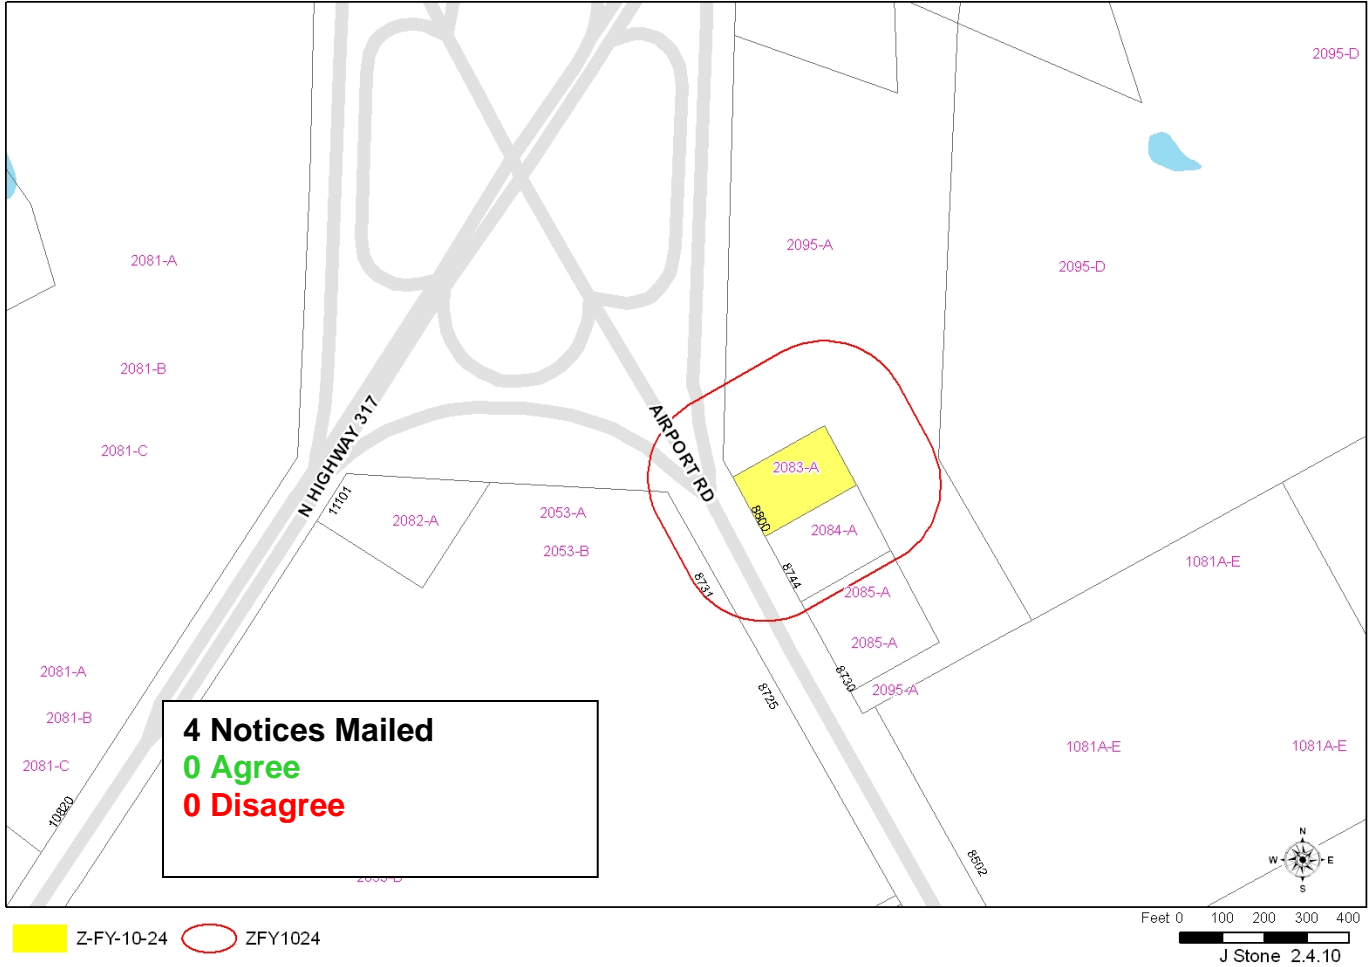 2095-D
2095-A
2081-A
2095-D
2081-B
N HIGHWAY 317
AIRPORT RD
2081-C
2083-A
11101
2082-A
2053-A
8800
2084-A
2053-B
1081A-E
8744
8731
2085-A
2085-A
2081-A
8730
2095-A
8725
2081-B
1081A-E
1081A-E
2081-C
10820
4 Notices Mailed
0 Agree
0 Disagree
8502
N
W
E
S
Z-FY-10-24
ZFY1024
Feet 0 100 200 300 400
J Stone 2.4.10